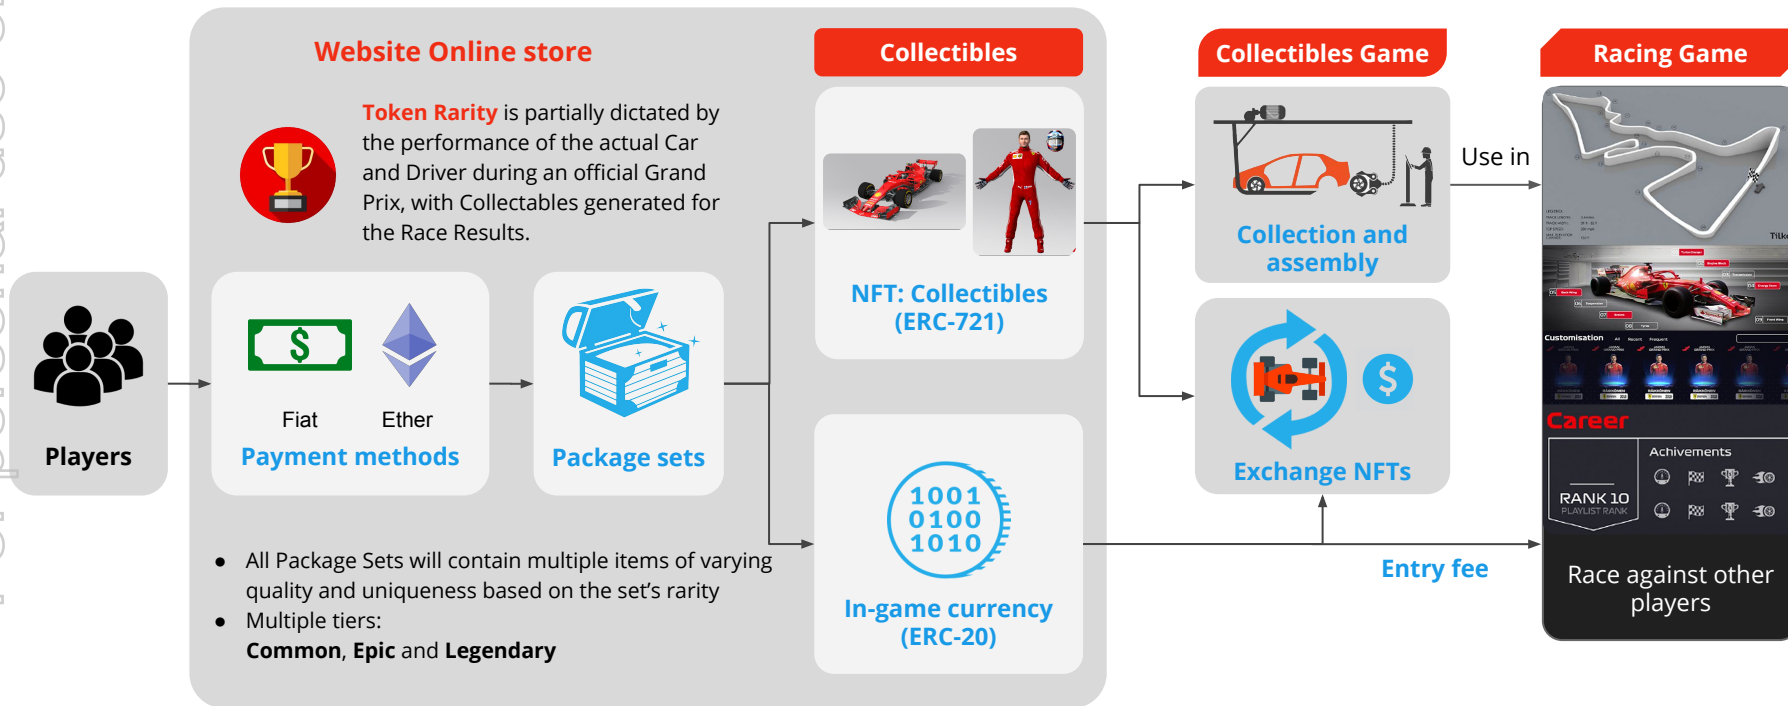 Website Online store
Token Rarity is partially dictated by
the performance of the actual Car
and Driver during an official Grand
Prix, with Collectables generated for
the Race Results.
Players
Fiat
Ether
Payment methods
Package sets
● All Package Sets will contain multiple items of varying
quality and uniqueness based on the set's rarity
● Multiple tiers:
Common, Epic and Legendary
Collectibles
NFT: Collectibles
(ERC-721)
1001
0100
1010
In-game currency
(ERC-20)
Collectibles Game
Collection and
assembly
Exchange NFTs
Use in
Entry fee
Racing Game
Customisation
All Recent Frequent
Career
Achivements
RANK 10
PLAYLIST RANK
Race against other
players